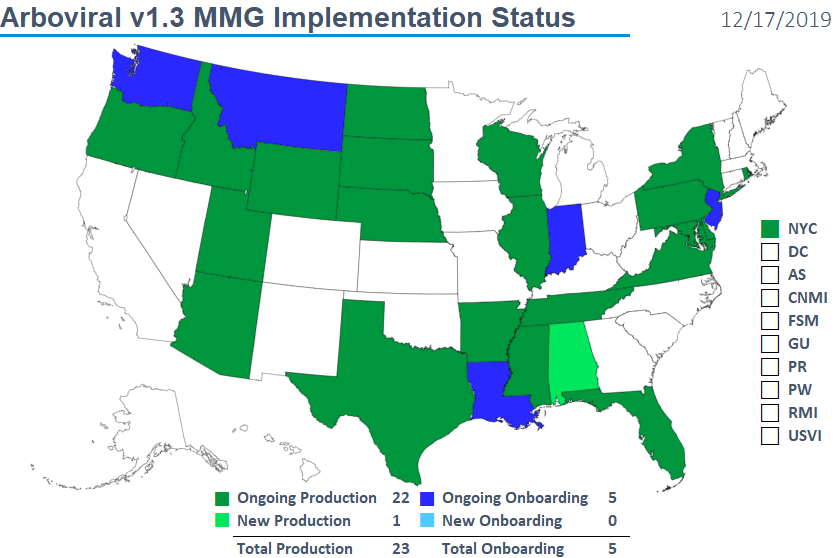 Arboviral v1.3 MMG Implementation Status 12/17/2019
NYC
DC
AS
CNMI
FSM
GU
PR
PW
RMI
USVI
Ongoing Production 22 Ongoing Onboarding 5
New Production 1 New Onboarding 0
Total Production 23 Total Onboarding 5